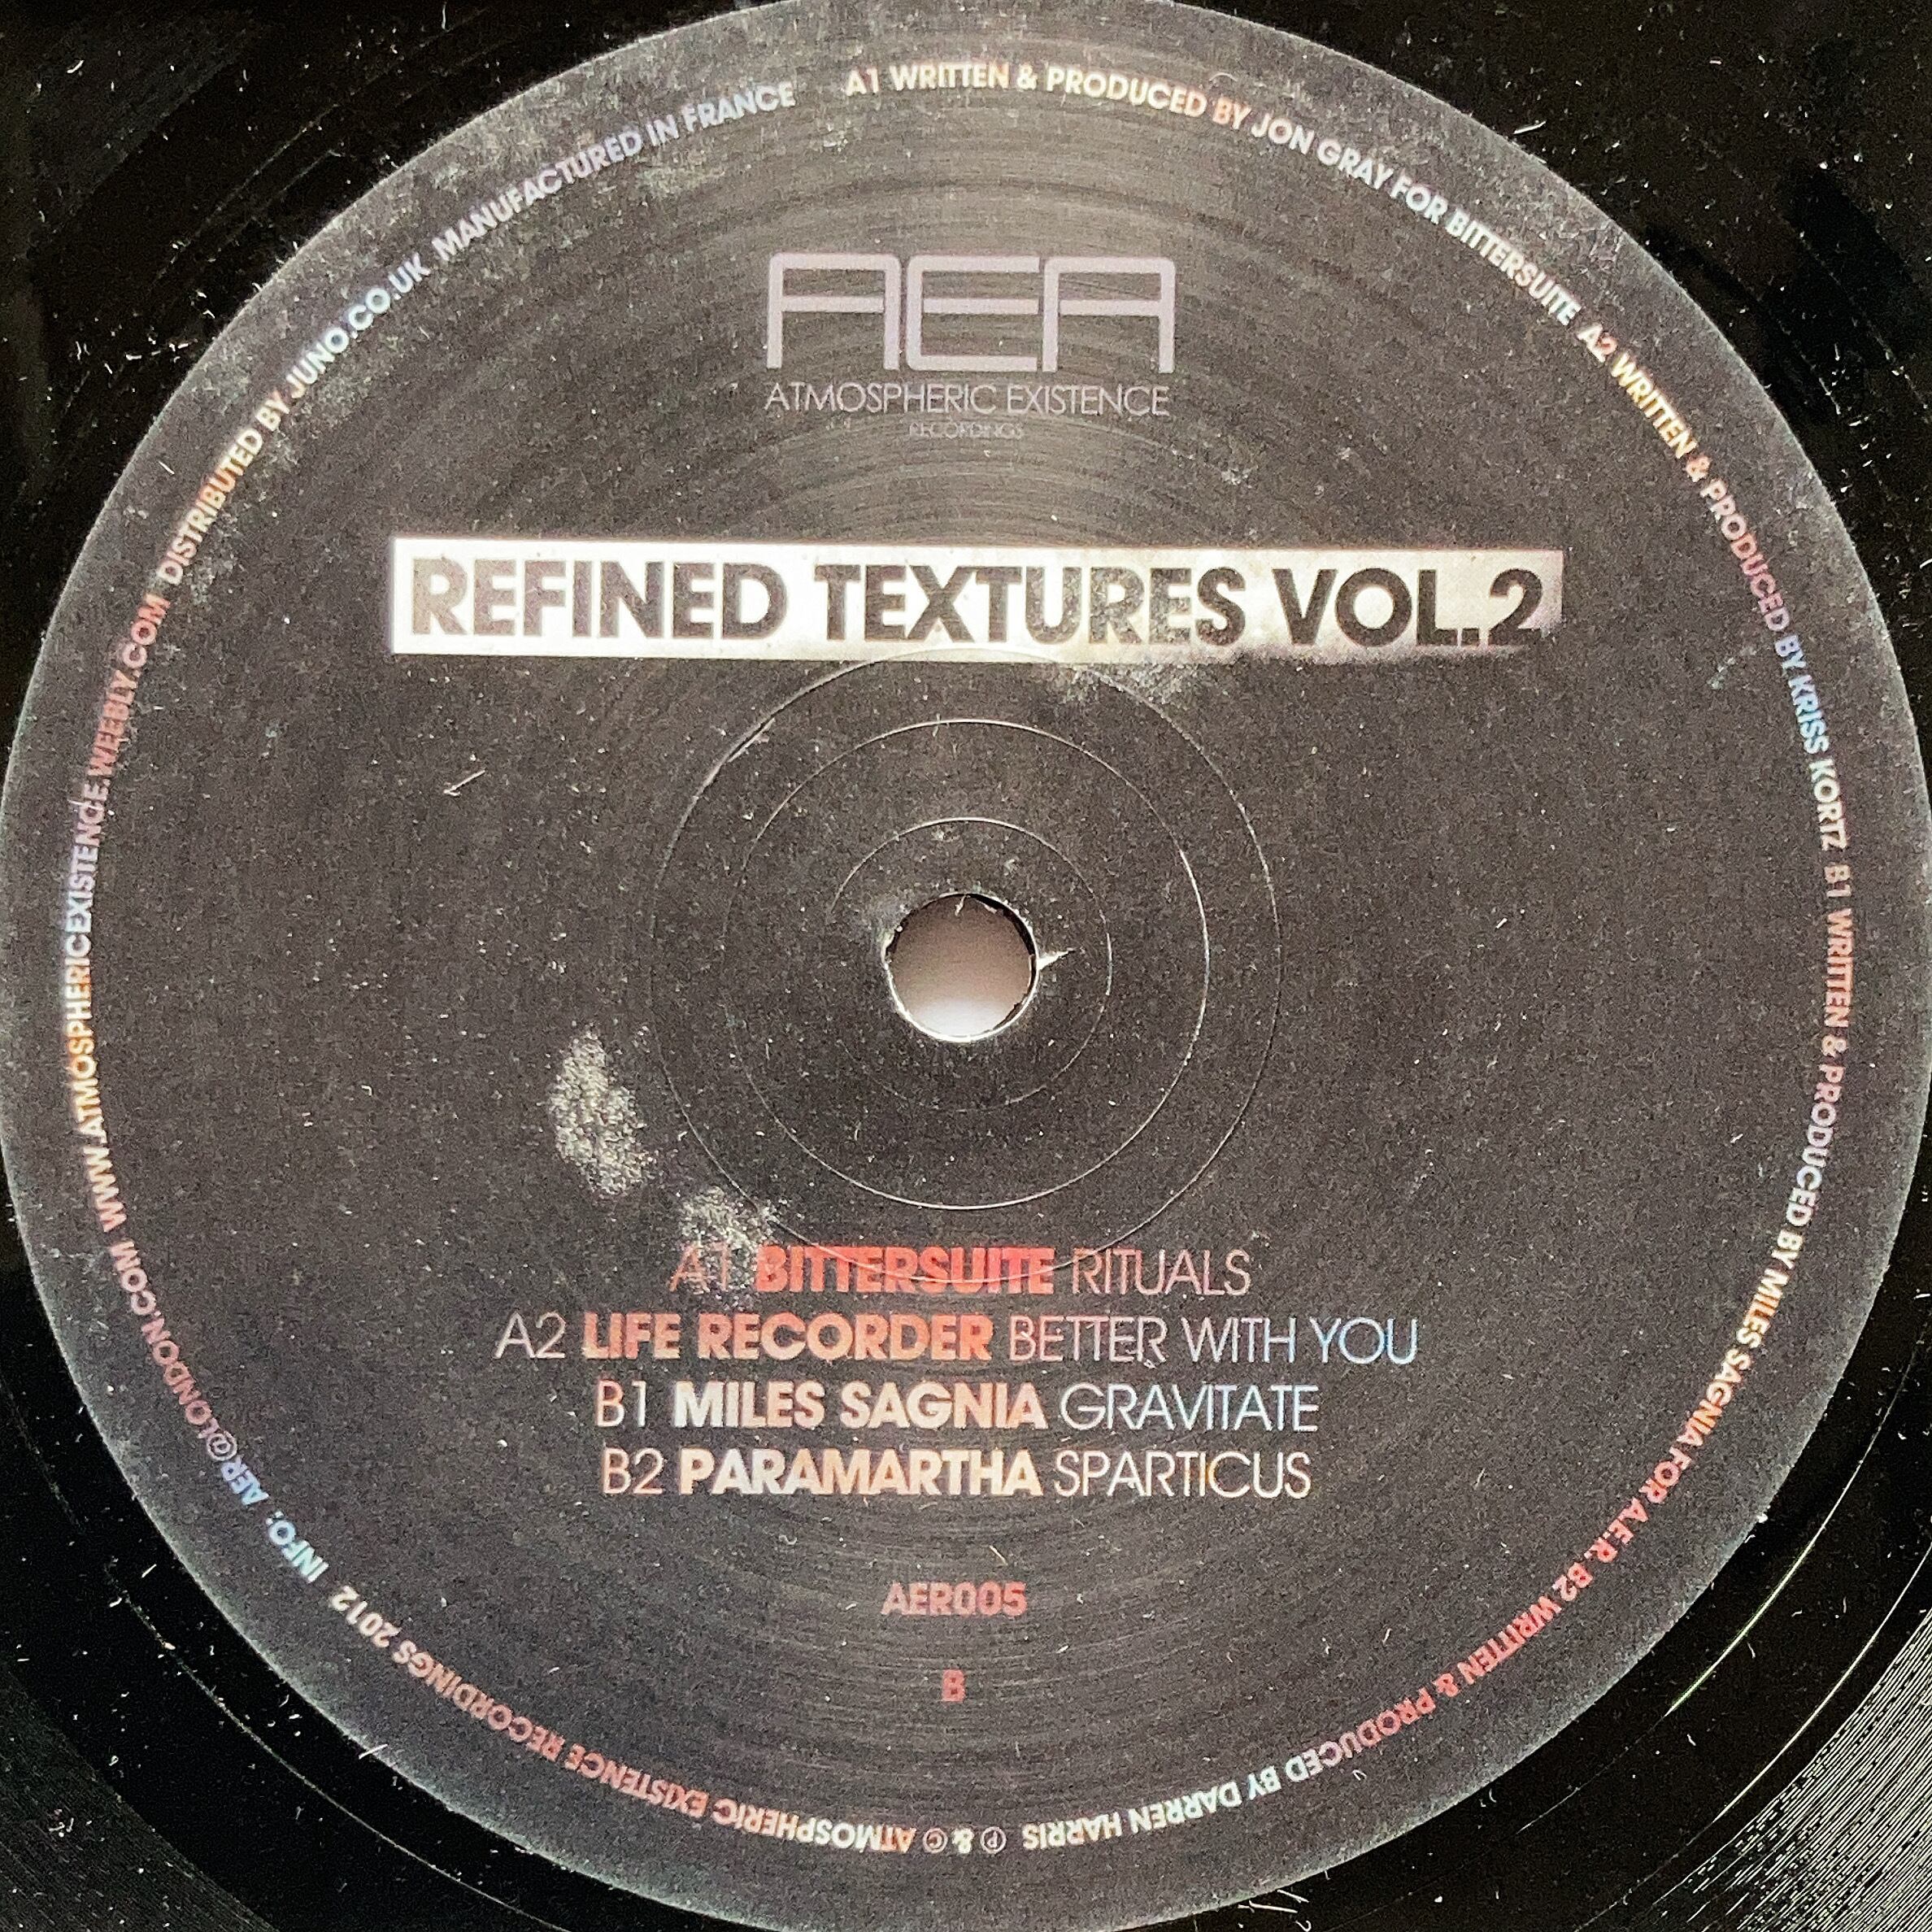 AEA
ATMOSPHERIC EXISTENCE
RECORDINGS
REFINED TEXTURES VOL.2
A1 BITTERSUITE RITUALS
A2 LIFE RECORDER BETTER WITH YOU
B1 MILES SAGNIA GRAVITATE
B2 PARAMARTHA SPARTICUS
AER005
B
A1 WRITTEN & PRODUCED BY JON GRAY FOR BITTERSUITE A2 WRITTEN & PRODUCED BY KRISS KORTZ B1 WRITTEN & PRODUCED BY MILES SAGNIA FOR A.E.R. B2 WRITTEN & PRODUCED BY DARREN HARRIS ℗ & © ATMOSPHERIC EXISTENCE RECORDINGS 2012 INFO: AER@LONDON.COM WWW.ATMOSPHERICEXISTENCE.WEEBLY.COM DISTRIBUTED BY JUNO.CO.UK MANUFACTURED IN FRANCE